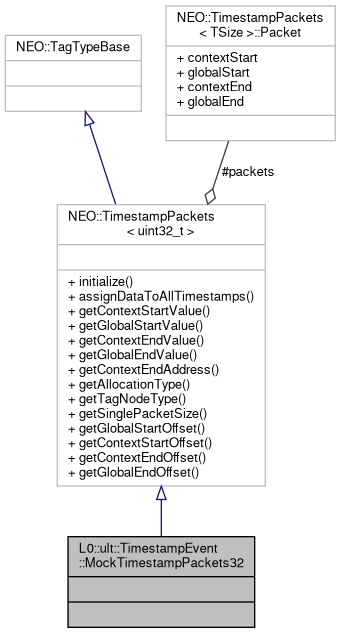 NEO::TimestampPackets
< TSize >::Packet
+ contextStart
+ globalStart
+ contextEnd
+ globalEnd
NEO::TagTypeBase
#packets
NEO::TimestampPackets
< uint32_t >
+ initialize()
+ assignDataToAllTimestamps()
+ getContextStartValue()
+ getGlobalStartValue()
+ getContextEndValue()
+ getGlobalEndValue()
+ getContextEndAddress()
+ getAllocationType()
+ getTagNodeType()
+ getSinglePacketSize()
+ getGlobalStartOffset()
+ getContextStartOffset()
+ getContextEndOffset()
+ getGlobalEndOffset()
L0::ult::TimestampEvent
::MockTimestampPackets32